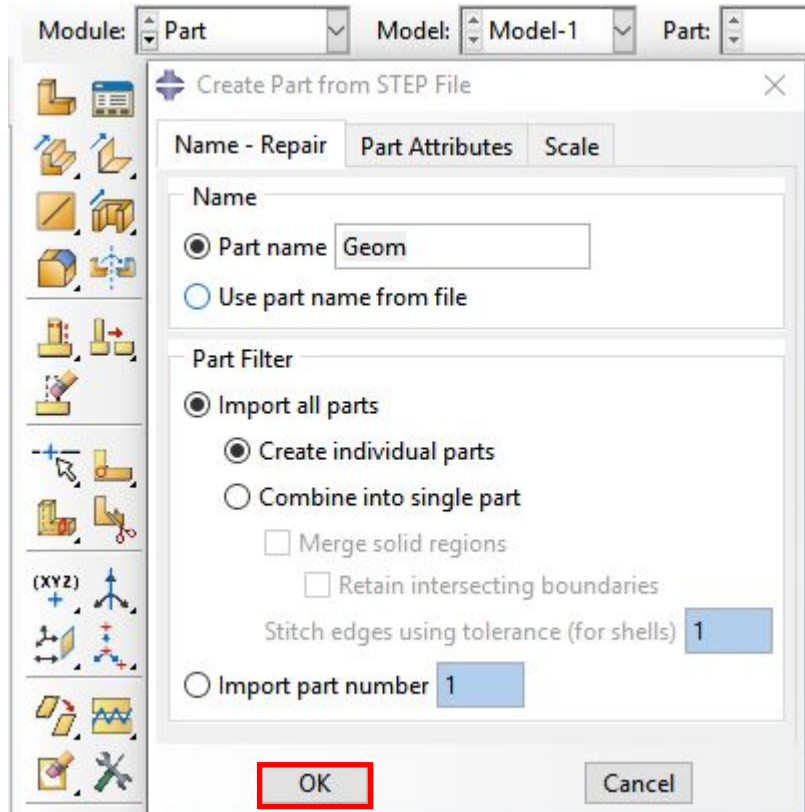 Module: Part Model: Model-1 Part:
Create Part from STEP File
Name - Repair Part Attributes Scale
Name
Part name Geom
Use part name from file
Part Filter
Import all parts
Create individual parts
Combine into single part
Merge solid regions
Retain intersecting boundaries
Stitch edges using tolerance (for shells) 1
(XYZ)
Import part number 1
OK Cancel